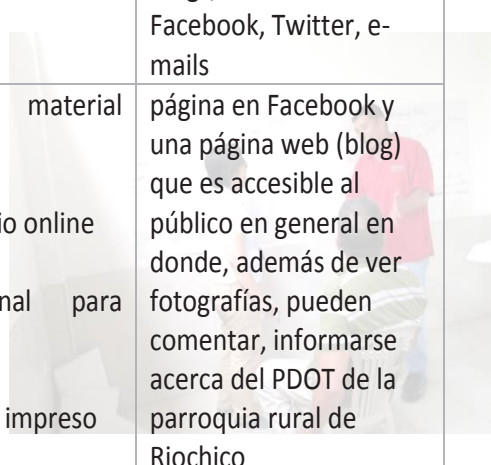 Facebook, Twitter, e-
mails
material
io online
nal para
impreso
página en Facebook y
una página web (blog)
que es accesible al
público en general en
donde, además de ver
fotografías, pueden
comentar, informarse
acerca del PDOT de la
parroquia rural de
Riochico